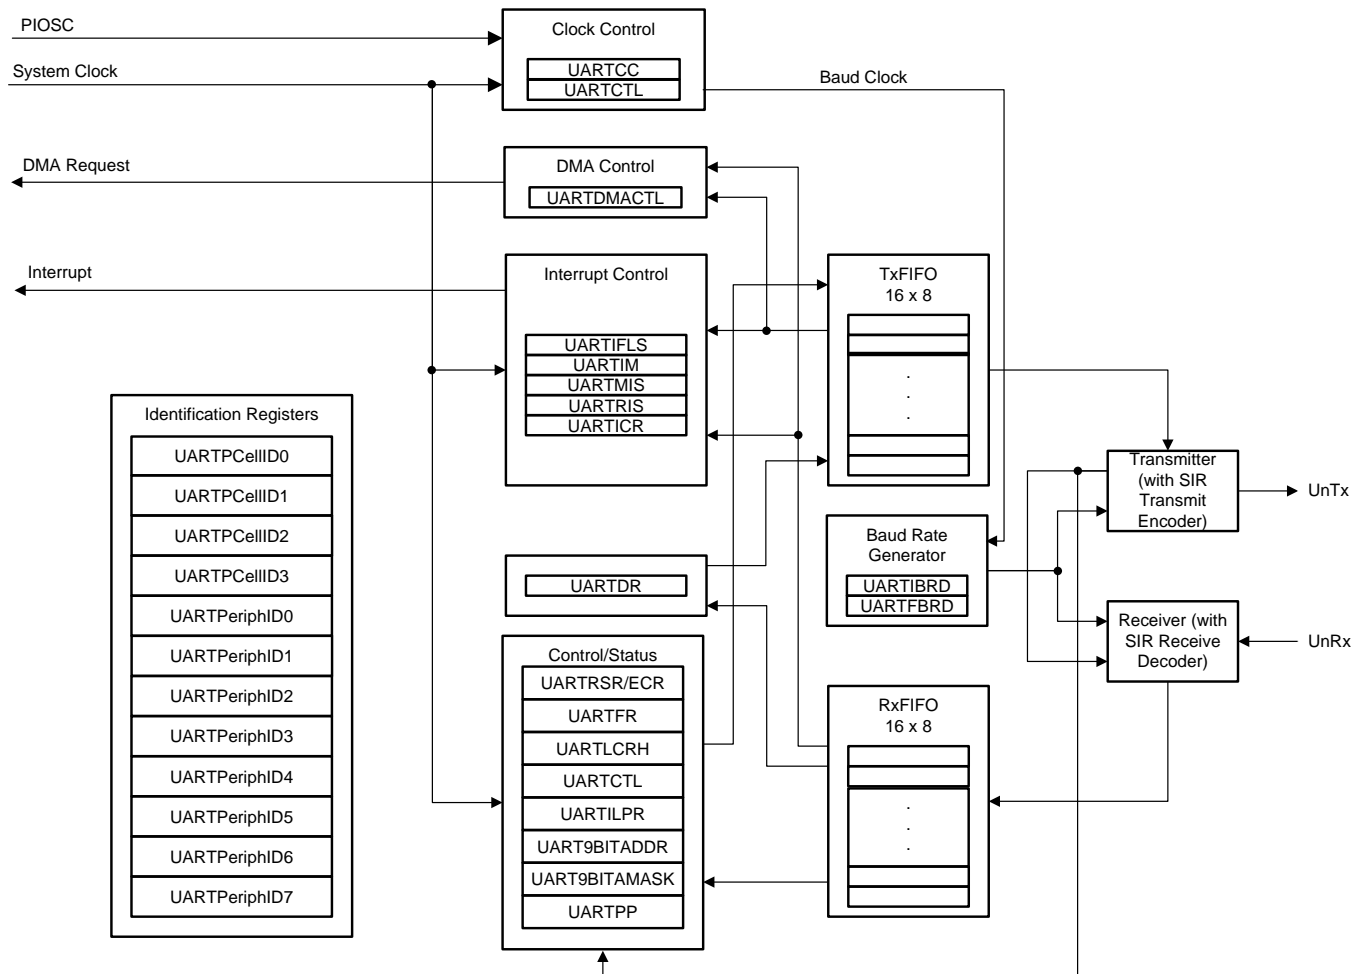 PIOSC
System Clock
Clock Control
UARTCC
UARTCTL
Baud Clock
DMA Request
DMA Control
UARTDMACTL
Interrupt
Interrupt Control
UARTIFLS
UARTIM
UARTMIS
UARTRIS
UARTICR
TxFIFO
16 x 8
.
.
.
Identification Registers
UARTPCellID0
UARTPCellID1
UARTPCellID2
UARTPCellID3
UARTPeriphID0
UARTPeriphID1
UARTPeriphID2
UARTPeriphID3
UARTPeriphID4
UARTPeriphID5
UARTPeriphID6
UARTPeriphID7
Transmitter
(with SIR
Transmit
Encoder)
UnTx
Baud Rate
Generator
UARTIBRD
UARTFBRD
UARTDR
Receiver (with
SIR Receive
Decoder)
UnRx
Control/Status
UARTRSR/ECR
UARTFR
UARTLCRH
UARTCTL
UARTILPR
UART9BITADDR
UART9BITAMASK
UARTPP
RxFIFO
16 x 8
.
.
.